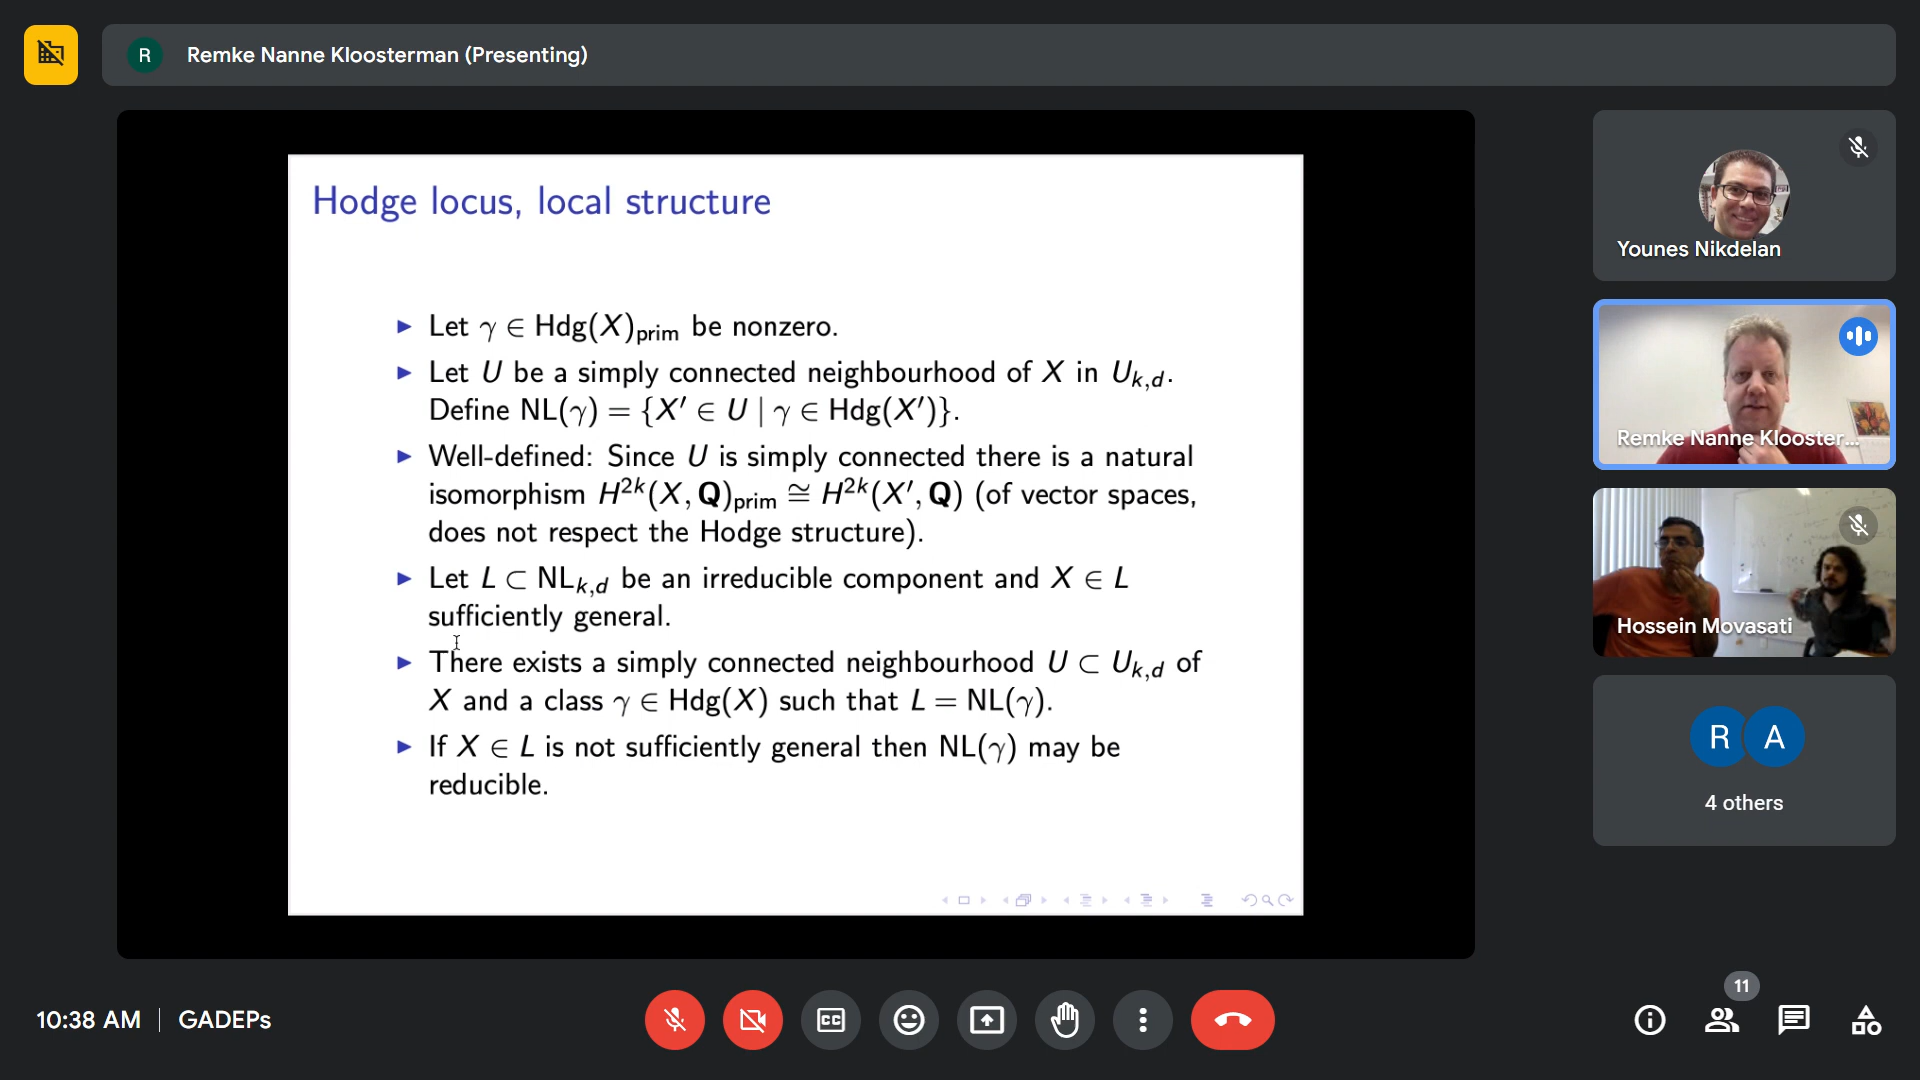 R Remke Nanne Kloosterman (Presenting)
Hodge locus, local structure
▶ Let γ ∈ Hdg(X)prim be nonzero.
▶ Let U be a simply connected neighbourhood of X in Uk,d.
Define NL(γ) = {X′ ∈ U | γ ∈ Hdg(X′)}.
▶ Well-defined: Since U is simply connected there is a natural
isomorphism H²ᵏ(X, Q)prim ≅ H²ᵏ(X′, Q) (of vector spaces,
does not respect the Hodge structure).
▶ Let L ⊂ NLk,d be an irreducible component and X ∈ L
sufficiently general.
▶ There exists a simply connected neighbourhood U ⊂ Uk,d of
X and a class γ ∈ Hdg(X) such that L = NL(γ).
▶ If X ∈ L is not sufficiently general then NL(γ) may be
reducible.
Younes Nikdelan
Remke Nanne Klooster...
Hossein Movasati
R A
4 others
10:38 AM | GADEPs
CC
11